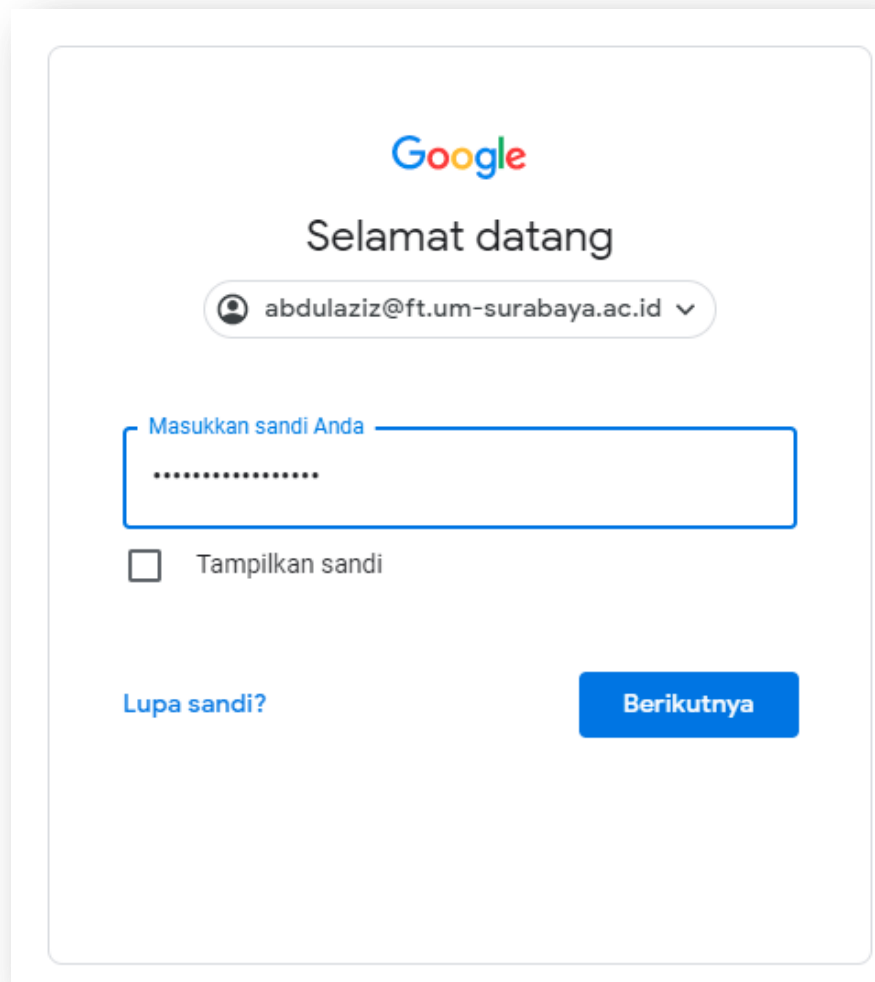 Google
Selamat datang
abdulaziz@ft.um-surabaya.ac.id
Masukkan sandi Anda
•••••••••••••••••
Tampilkan sandi
Lupa sandi?
Berikutnya